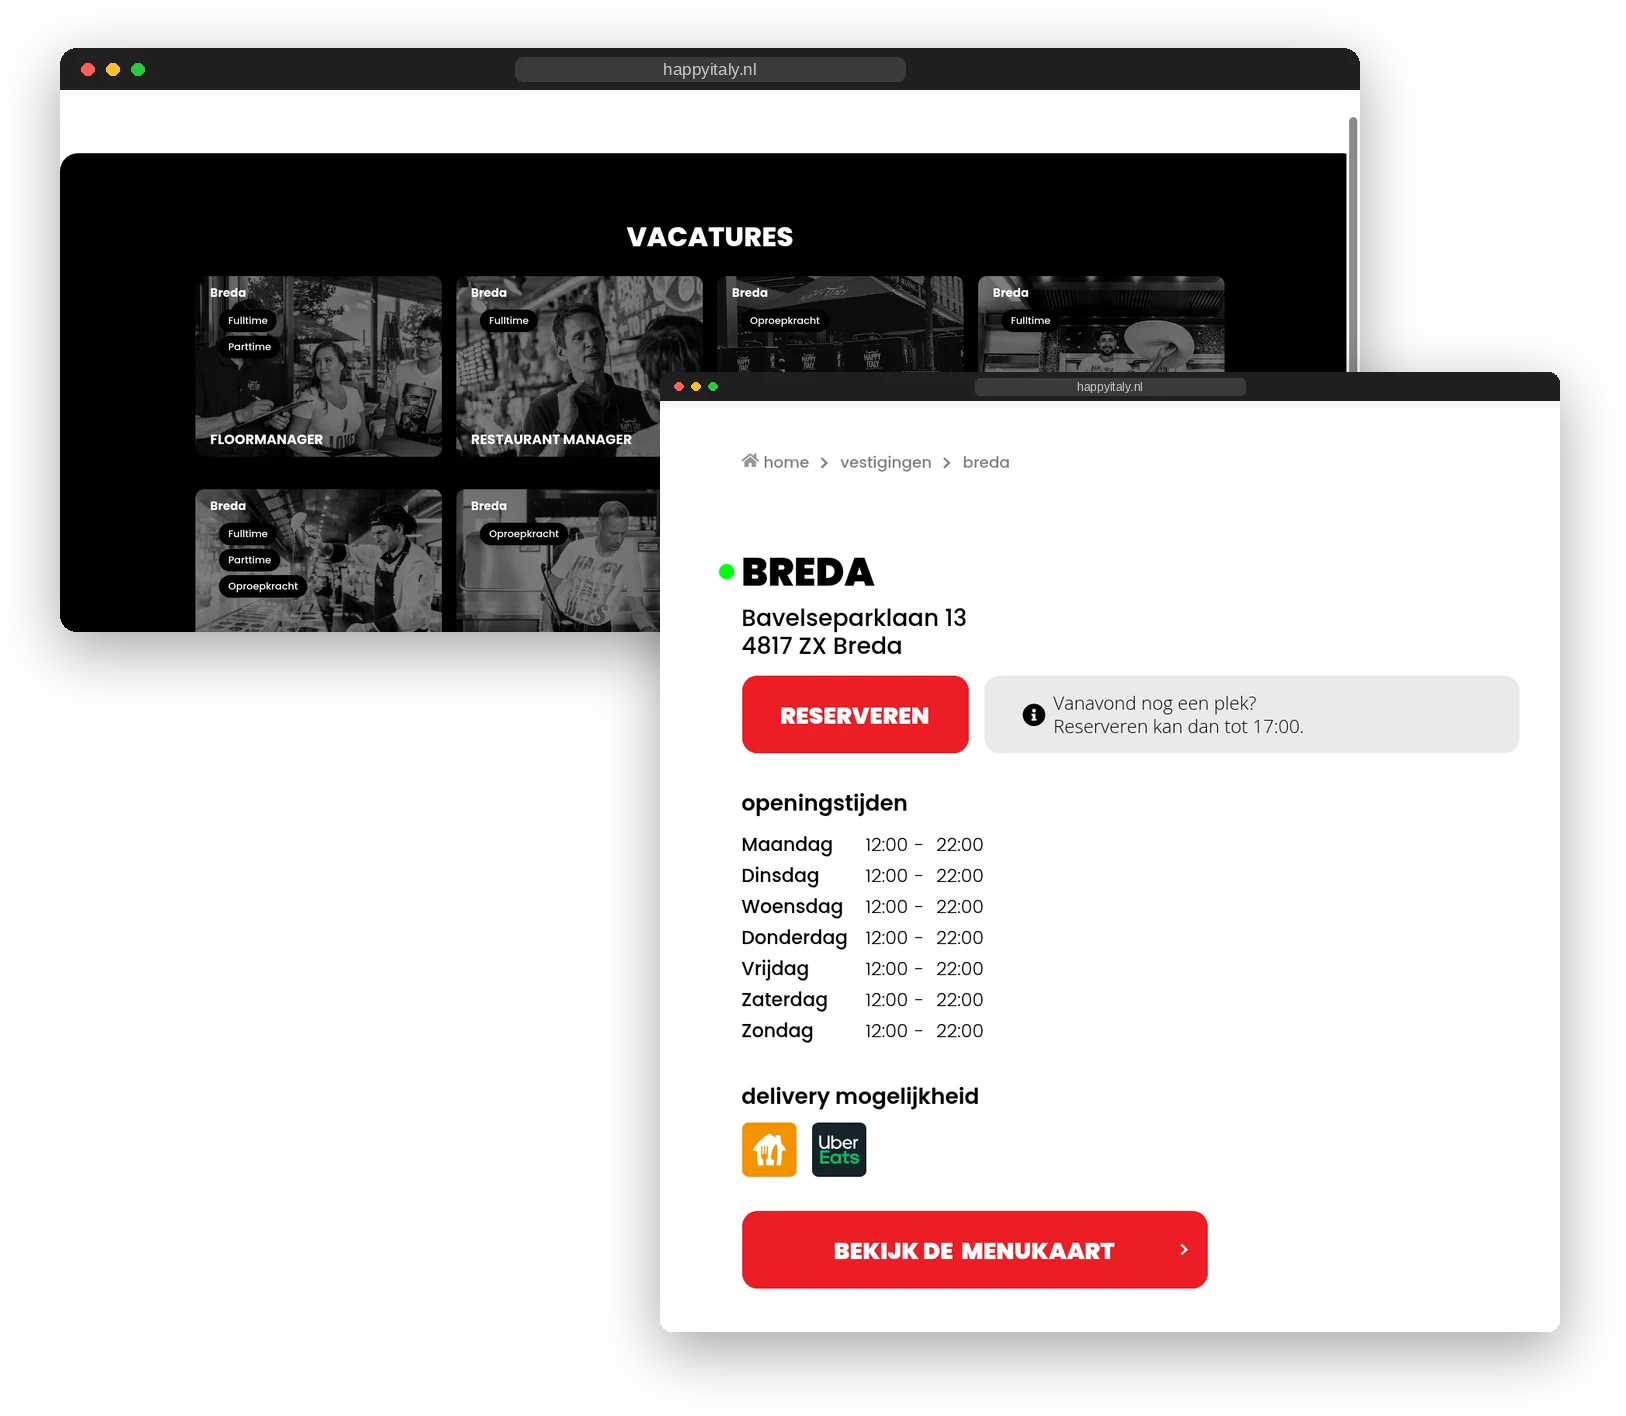 happyitaly.nl
VACATURES
Breda
Fulltime
Parttime
FLOORMANAGER
Breda
Fulltime
RESTAURANT MANAGER
Breda
Oproepkracht
HAPPY ITALY
HAPPY ITALY
Breda
Fulltime
Breda
Fulltime
Parttime
Oproepkracht
Breda
Oproepkracht
happyitaly.nl
home > vestigingen > breda
BREDA
Bavelseparklaan 13
4817 ZX Breda
RESERVEREN
Vanavond nog een plek?
Reserveren kan dan tot 17:00.
openingstijden
Maandag 12:00 - 22:00
Dinsdag 12:00 - 22:00
Woensdag 12:00 - 22:00
Donderdag 12:00 - 22:00
Vrijdag 12:00 - 22:00
Zaterdag 12:00 - 22:00
Zondag 12:00 - 22:00
delivery mogelijkheid
Uber
Eats
BEKIJK DE MENUKAART